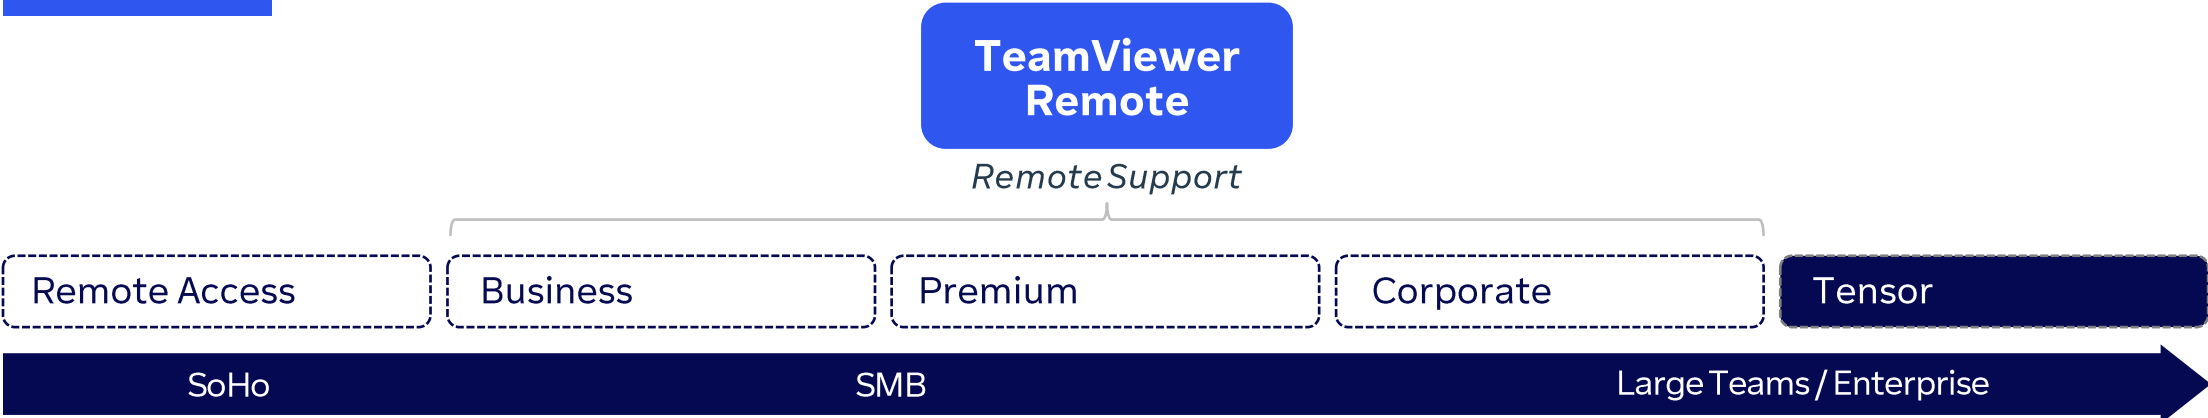 TeamViewer
Remote
Remote Support
Remote Access
Business
Premium
Corporate
Tensor
SoHo
SMB
Large Teams / Enterprise